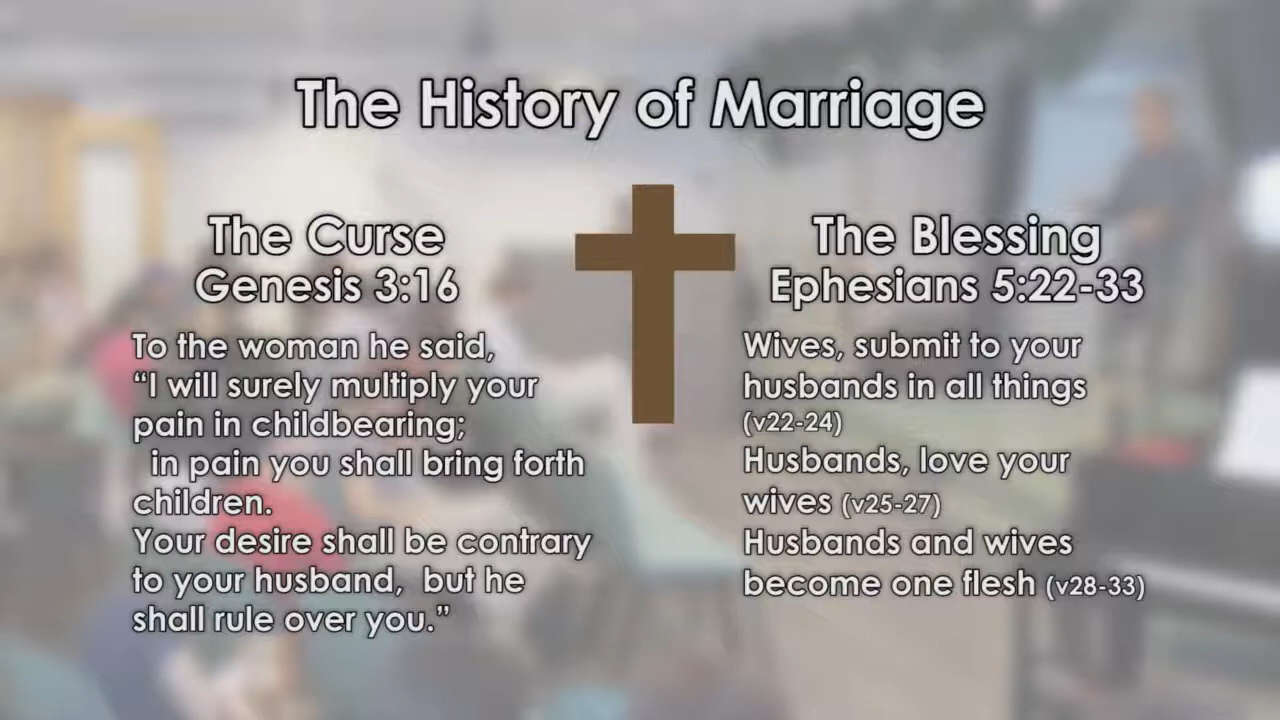 The History of Marriage
The Curse
Genesis 3:16
To the woman he said,
“I will surely multiply your
pain in childbearing;
in pain you shall bring forth
children.
Your desire shall be contrary
to your husband,  but he
shall rule over you.”
The Blessing
Ephesians 5:22-33
Wives, submit to your
husbands in all things
(v22-24)
Husbands, love your
wives (v25-27)
Husbands and wives
become one flesh (v28-33)